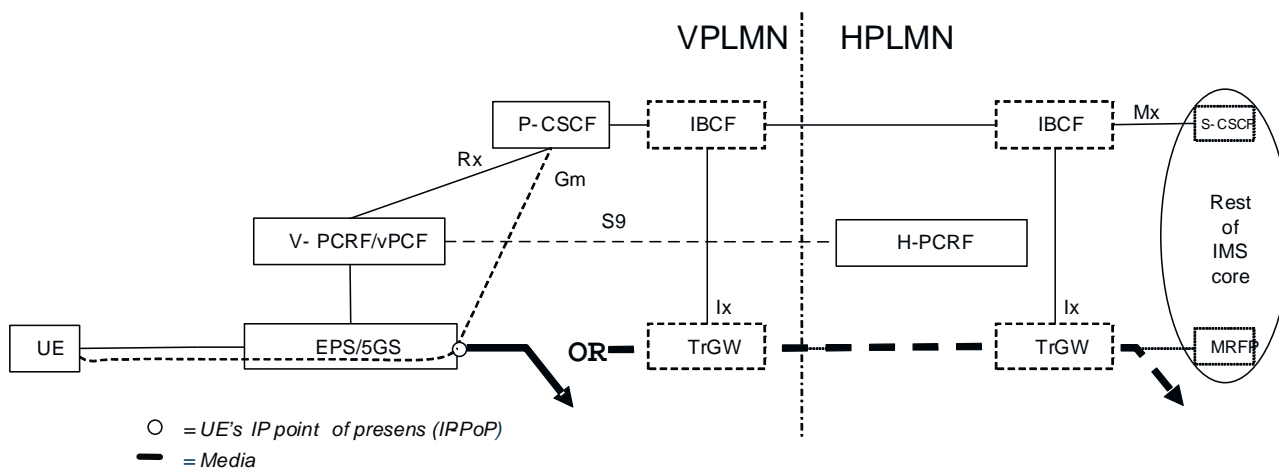 VPLMN HPLMN
P-CSCF IBCF IBCF Mx S-CSCF
Rx
Gm
V- PCRF/vPCF S9 H-PCRF
Rest
of
IMS
core
Ix Ix
UE EPS/5GS OR TrGW TrGW MRFP
= UE's IP point of presens (IP-PoP)
= Media